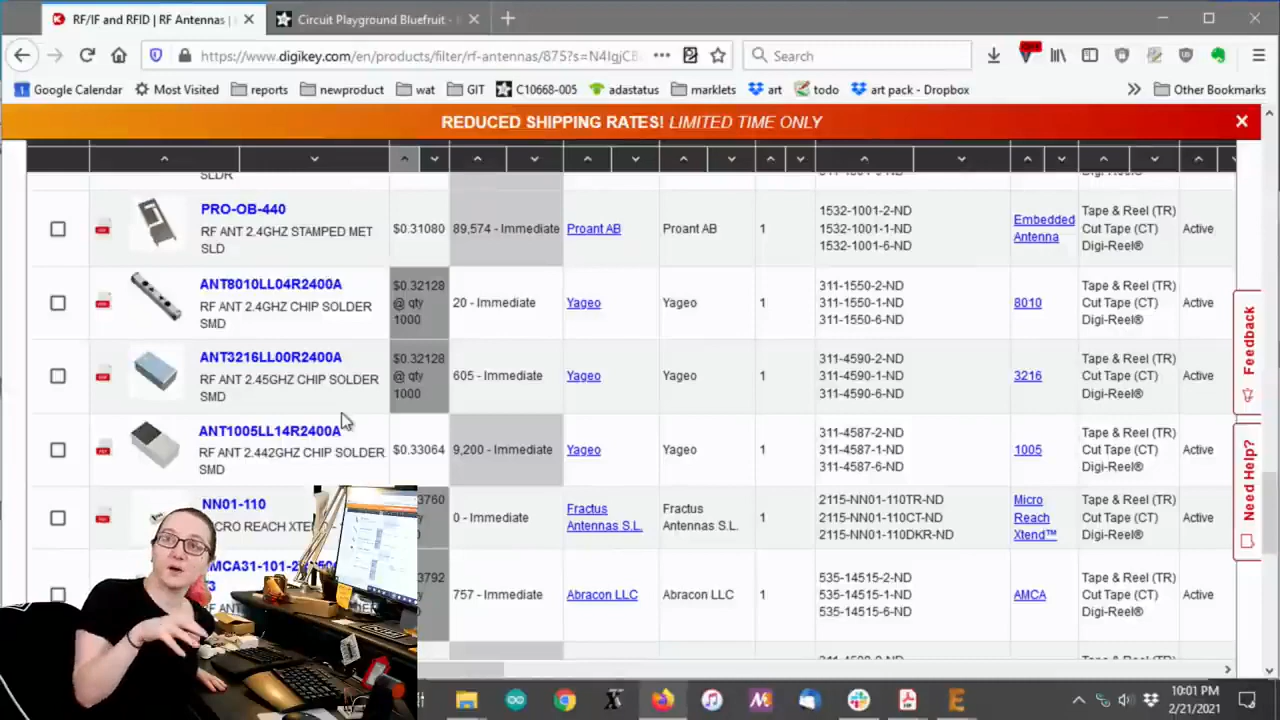 RF/IF and RFID | RF Antennas |
Circuit Playground Bluefruit -
https://www.digikey.com/en/products/filter/rf-antennas/875?s=N4IgjCB
Search
Google Calendar
Most Visited
reports
newproduct
wat
GIT
C10668-005
adastatus
marklets
art
todo
art pack - Dropbox
Other Bookmarks
REDUCED SHIPPING RATES! LIMITED TIME ONLY
SLDR
PRO-OB-440
RF ANT 2.4GHZ STAMPED MET
SLD
$0.31080
89,574 - Immediate
Proant AB
Proant AB
1
1532-1001-2-ND
1532-1001-1-ND
1532-1001-6-ND
Embedded
Antenna
Tape & Reel (TR)
Cut Tape (CT)
Digi-Reel®
Active
ANT8010LL04R2400A
RF ANT 2.4GHZ CHIP SOLDER
SMD
$0.32128
@ qty
1000
20 - Immediate
Yageo
Yageo
1
311-1550-2-ND
311-1550-1-ND
311-1550-6-ND
8010
Tape & Reel (TR)
Cut Tape (CT)
Digi-Reel®
Active
ANT3216LL00R2400A
RF ANT 2.45GHZ CHIP SOLDER
SMD
$0.32128
@ qty
1000
605 - Immediate
Yageo
Yageo
1
311-4590-2-ND
311-4590-1-ND
311-4590-6-ND
3216
Tape & Reel (TR)
Cut Tape (CT)
Digi-Reel®
Active
ANT1005LL14R2400A
RF ANT 2.442GHZ CHIP SOLDER
SMD
$0.33064
9,200 - Immediate
Yageo
Yageo
1
311-4587-2-ND
311-4587-1-ND
311-4587-6-ND
1005
Tape & Reel (TR)
Cut Tape (CT)
Digi-Reel®
Active
NN01-110
MICRO REACH XTEND
3760
0 - Immediate
Fractus
Antennas S.L.
Fractus
Antennas S.L.
1
2115-NN01-110TR-ND
2115-NN01-110CT-ND
2115-NN01-110DKR-ND
Micro
Reach
Xtend™
Tape & Reel (TR)
Cut Tape (CT)
Digi-Reel®
Active
RF ANT
3792
757 - Immediate
Abracon LLC
Abracon LLC
1
535-14515-2-ND
535-14515-1-ND
535-14515-6-ND
AMCA
Tape & Reel (TR)
Cut Tape (CT)
Digi-Reel®
Active
Tape & Reel (TR)
Feedback
Need Help?
10:01 PM
2/21/2021